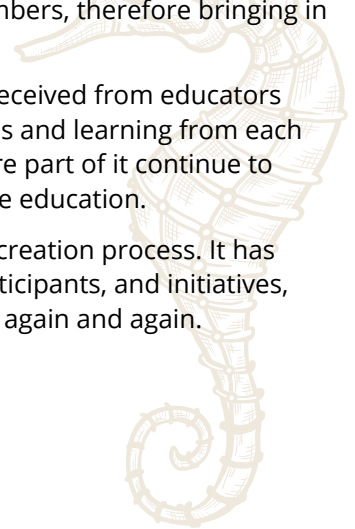 nbers, therefore bringing in
eceived from educators
s and learning from each
re part of it continue to
e education.
creation process. It has
ticipants, and initiatives,
again and again.